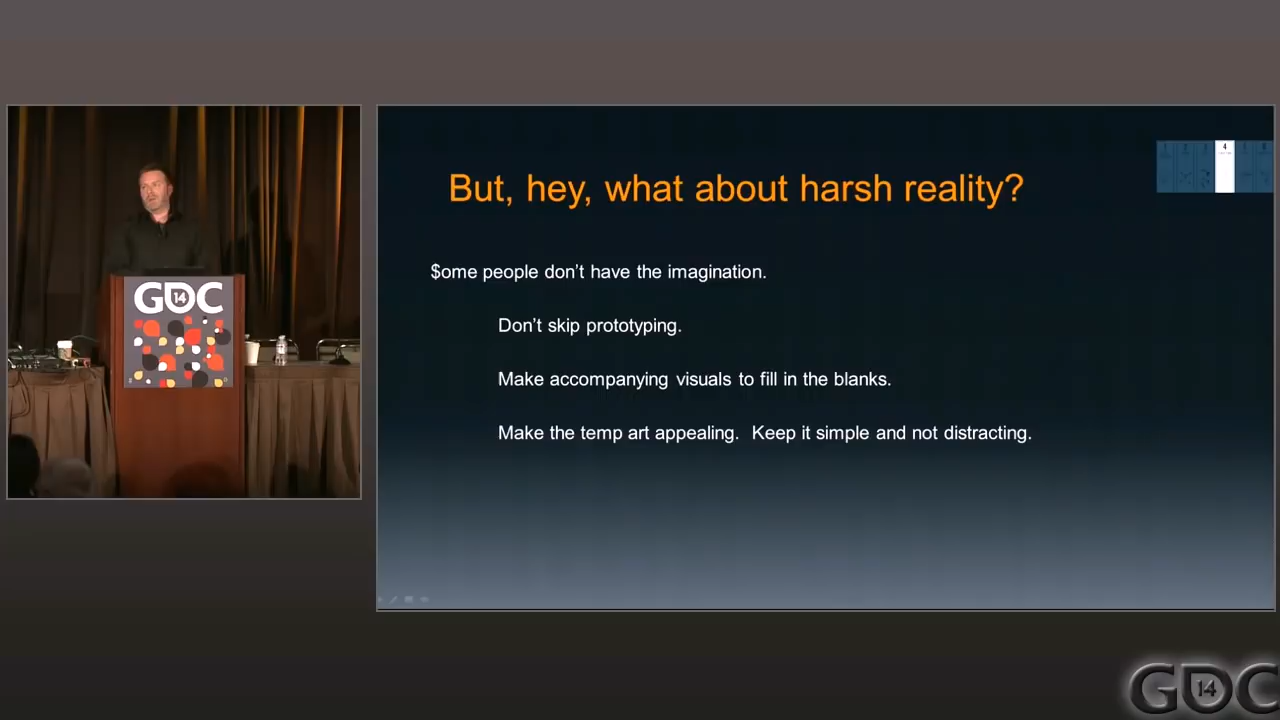 But, hey, what about harsh reality?
4
$ome people don't have the imagination.
Don't skip prototyping.
Make accompanying visuals to fill in the blanks.
Make the temp art appealing.  Keep it simple and not distracting.
GDC
14
GDC
14